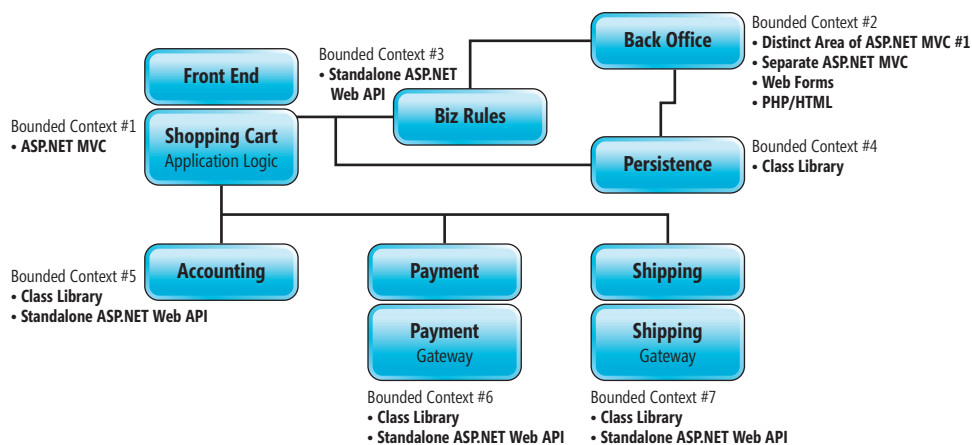 Bounded Context #2
• Distinct Area of ASP.NET MVC #1
• Separate ASP.NET MVC
• Web Forms
• PHP/HTML
Back Office
Bounded Context #3
• Standalone ASP.NET
Web API
Front End
Biz Rules
Bounded Context #1
• ASP.NET MVC
Shopping Cart
Application Logic
Persistence
Bounded Context #4
• Class Library
Bounded Context #5
• Class Library
• Standalone ASP.NET Web API
Accounting
Payment
Shipping
Payment
Gateway
Shipping
Gateway
Bounded Context #6
• Class Library
• Standalone ASP.NET Web API
Bounded Context #7
• Class Library
• Standalone ASP.NET Web API